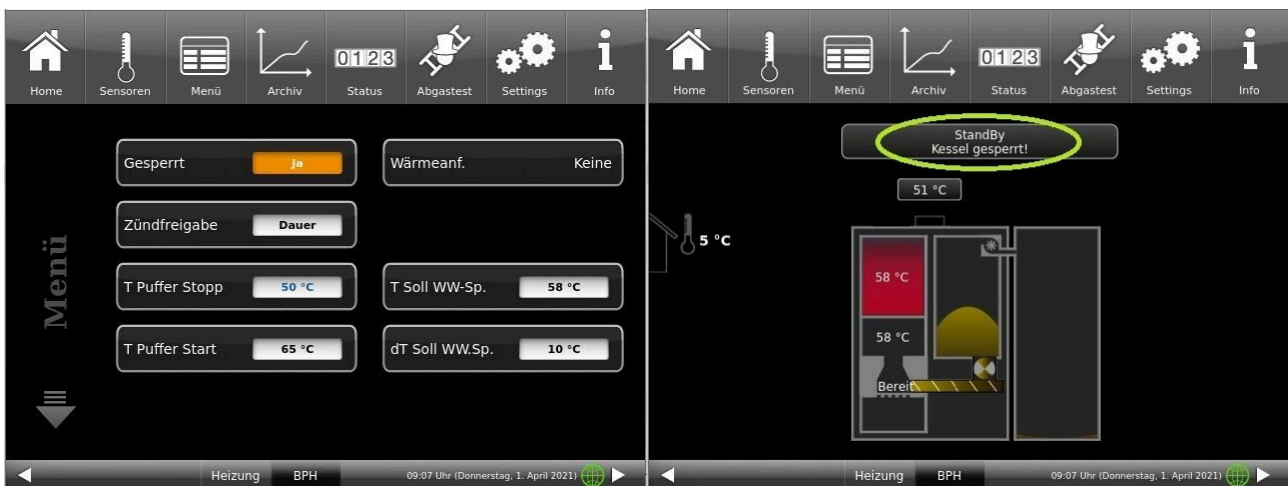 Home Sensoren Menü Archiv Status Abgastest Settings Info
0123
Menü
Gesperrt Ja
Wärmeanf. Keine
Zündfreigabe Dauer
T Puffer Stopp 50 °C
T Soll WW-Sp. 58 °C
T Puffer Start 65 °C
dT Soll WW.Sp. 10 °C
Heizung BPH 09:07 Uhr (Donnerstag, 1. April 2021)
Home Sensoren Menü Archiv Status Abgastest Settings Info
0123
StandBy
Kessel gesperrt!
51 °C
5 °C
58 °C
58 °C
Bereit
Heizung BPH 09:07 Uhr (Donnerstag, 1. April 2021)